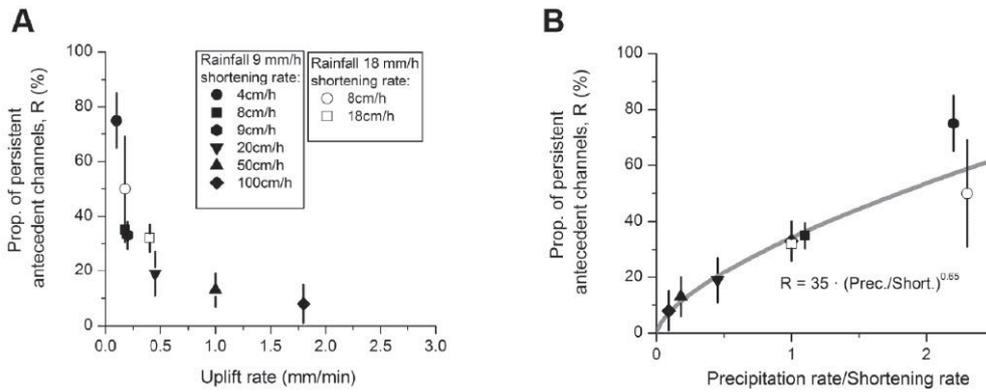 A
Prop. of persistent
antecedent channels, R (%)
100
80
60
40
20
0
0.0
0.5
1.0
1.5
2.0
2.5
3.0
Uplift rate (mm/min)
Rainfall 9 mm/h
shortening rate:
4cm/h
8cm/h
9cm/h
20cm/h
50cm/h
100cm/h
Rainfall 18 mm/h
shortening rate:
8cm/h
18cm/h
B
Prop. of persistent
antecedent channels, R (%)
100
80
60
40
20
0
0
1
2
Precipitation rate/Shortening rate
R = 35 · (Prec./Short.)^0.65